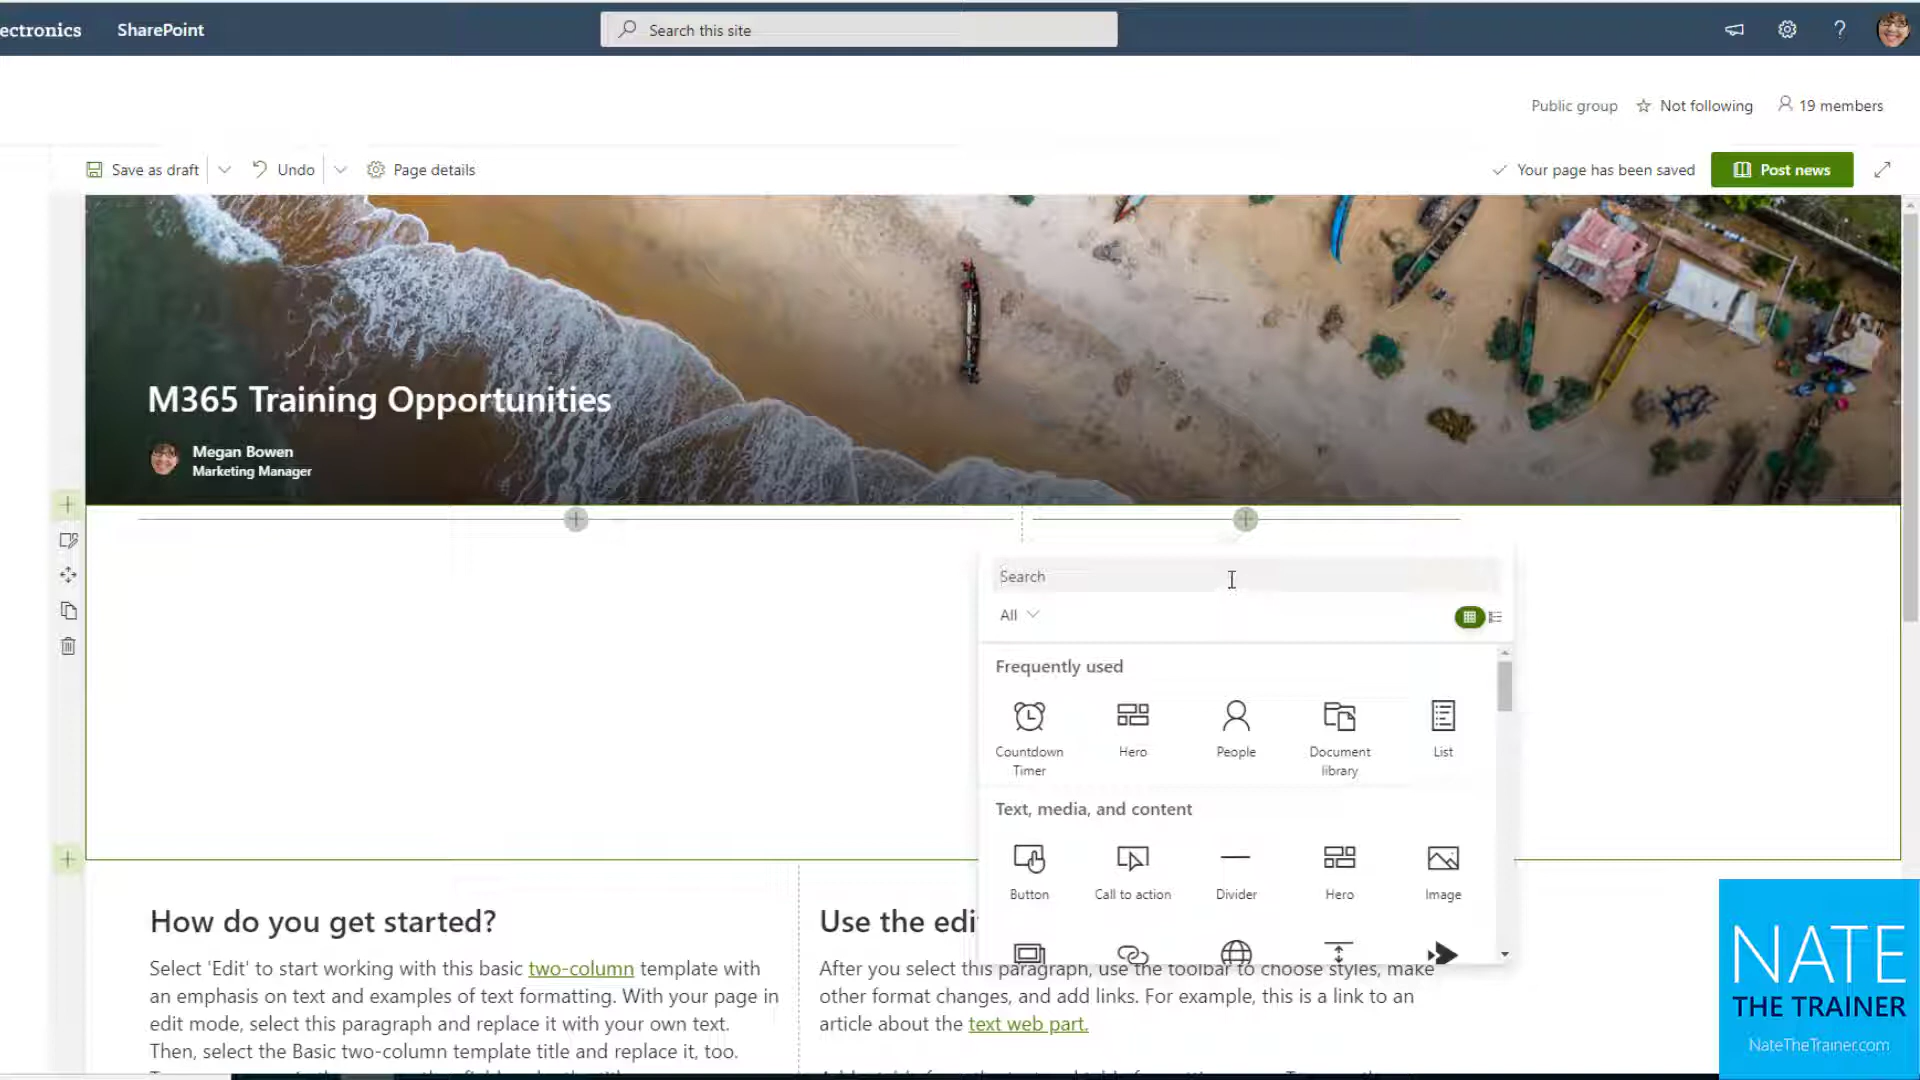 ectronics
SharePoint
Search this site
Public group
Not following
19 members
Save as draft
Undo
Page details
Your page has been saved
Post news
M365 Training Opportunities
Megan Bowen
Marketing Manager
Search
All
Frequently used
Countdown Timer
Hero
People
Document library
List
Text, media, and content
Button
Call to action
Divider
Hero
Image
How do you get started?
Select 'Edit' to start working with this basic two-column template with
an emphasis on text and examples of text formatting. With your page in
edit mode, select this paragraph and replace it with your own text.
Then, select the Basic two-column template title and replace it, too.
Use the edi
After you select this paragraph, use the toolbar to choose styles, make
other format changes, and add links. For example, this is a link to an
article about the text web part.
NATE
THE TRAINER
NateTheTrainer.com